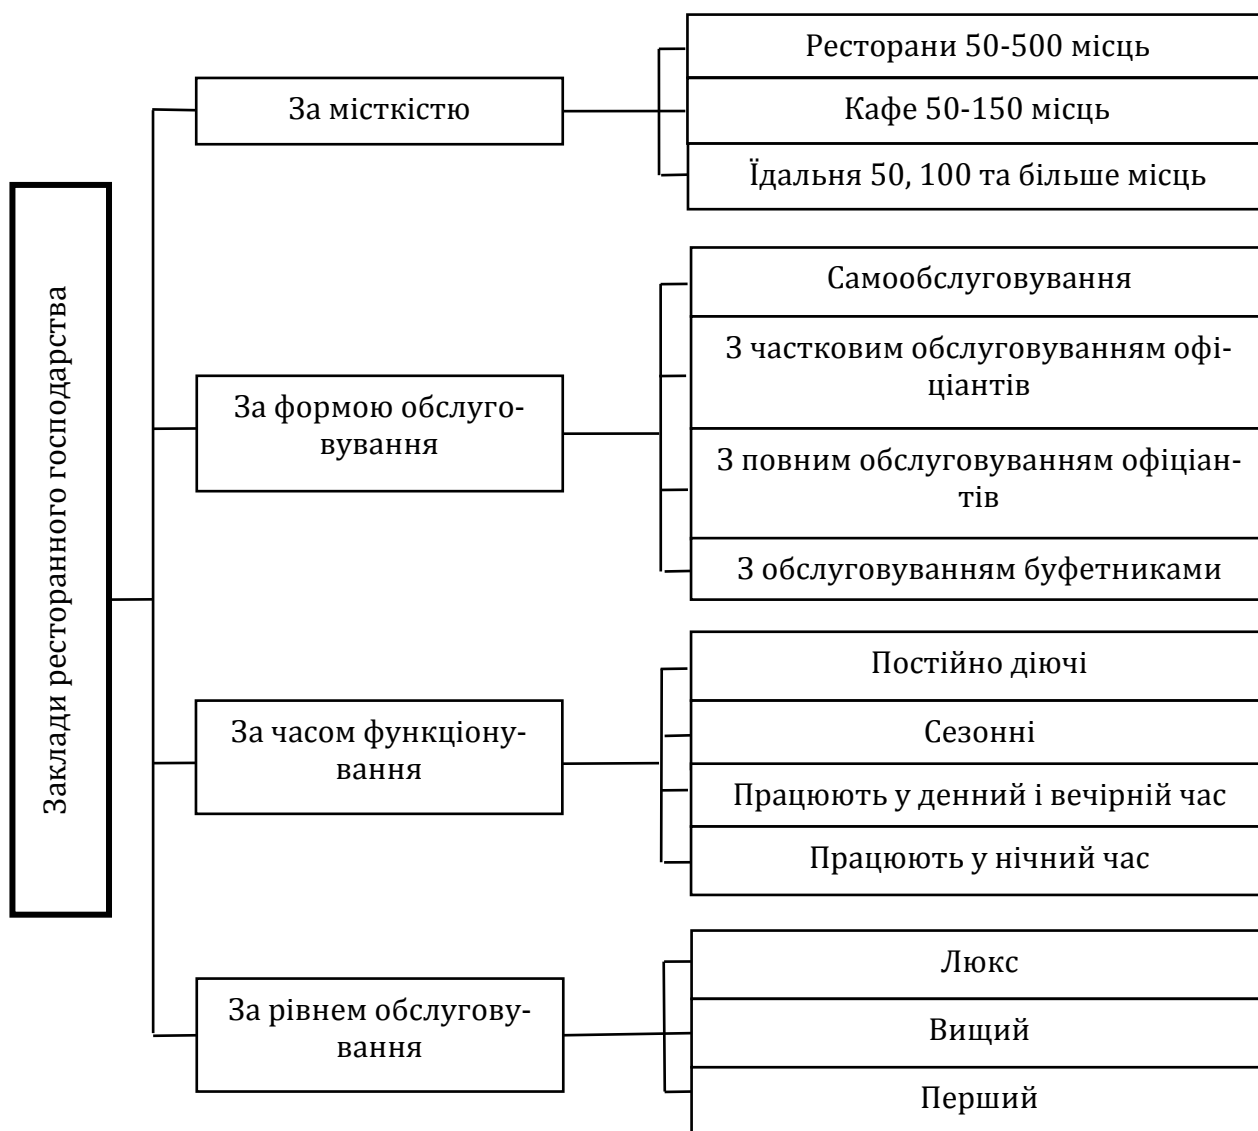 Заклади ресторанного господарства
За місткістю
Ресторани 50-500 місць
Кафе 50-150 місць
Їдальня 50, 100 та більше місць
За формою обслуго-
вування
Самообслуговування
З частковим обслуговуванням офі-
ціантів
З повним обслуговуванням офіціан-
тів
З обслуговуванням буфетниками
За часом функціону-
вання
Постійно діючі
Сезонні
Працюють у денний і вечірній час
Працюють у нічний час
За рівнем обслугову-
вання
Люкс
Вищий
Перший